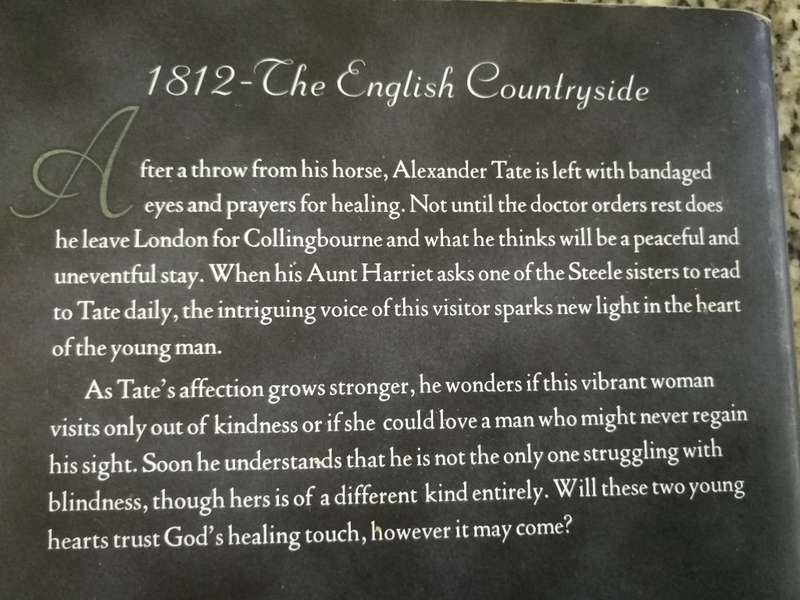 1812-The English Countryside
After a throw from his horse, Alexander Tate is left with bandaged
eyes and prayers for healing. Not until the doctor orders rest does
he leave London for Collingbourne and what he thinks will be a peaceful and
uneventful stay. When his Aunt Harriet asks one of the Steele sisters to read
to Tate daily, the intriguing voice of this visitor sparks new light in the heart
of the young man.
As Tate's affection grows stronger, he wonders if this vibrant woman
visits only out of kindness or if she could love a man who might never regain
his sight. Soon he understands that he is not the only one struggling with
blindness, though hers is of a different kind entirely. Will these two young
hearts trust God's healing touch, however it may come?